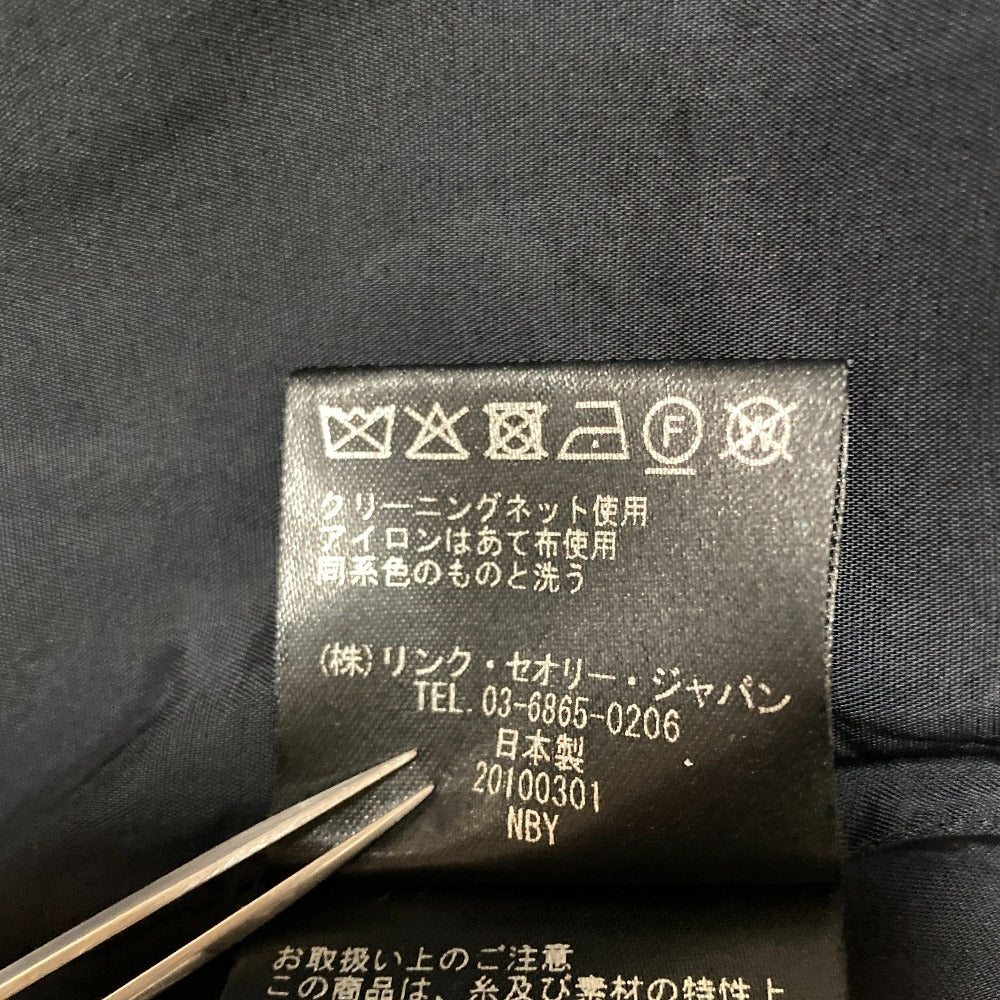 F
W
クリーニングネット使用
アイロンはあて布使用
同系色のものと洗う
(株)リンク・セオリー・ジャパン
TEL. 03-6865-0206
日本製
20100301
NBY
お取扱い上のご注意
この商品は、糸及び素材の特性上